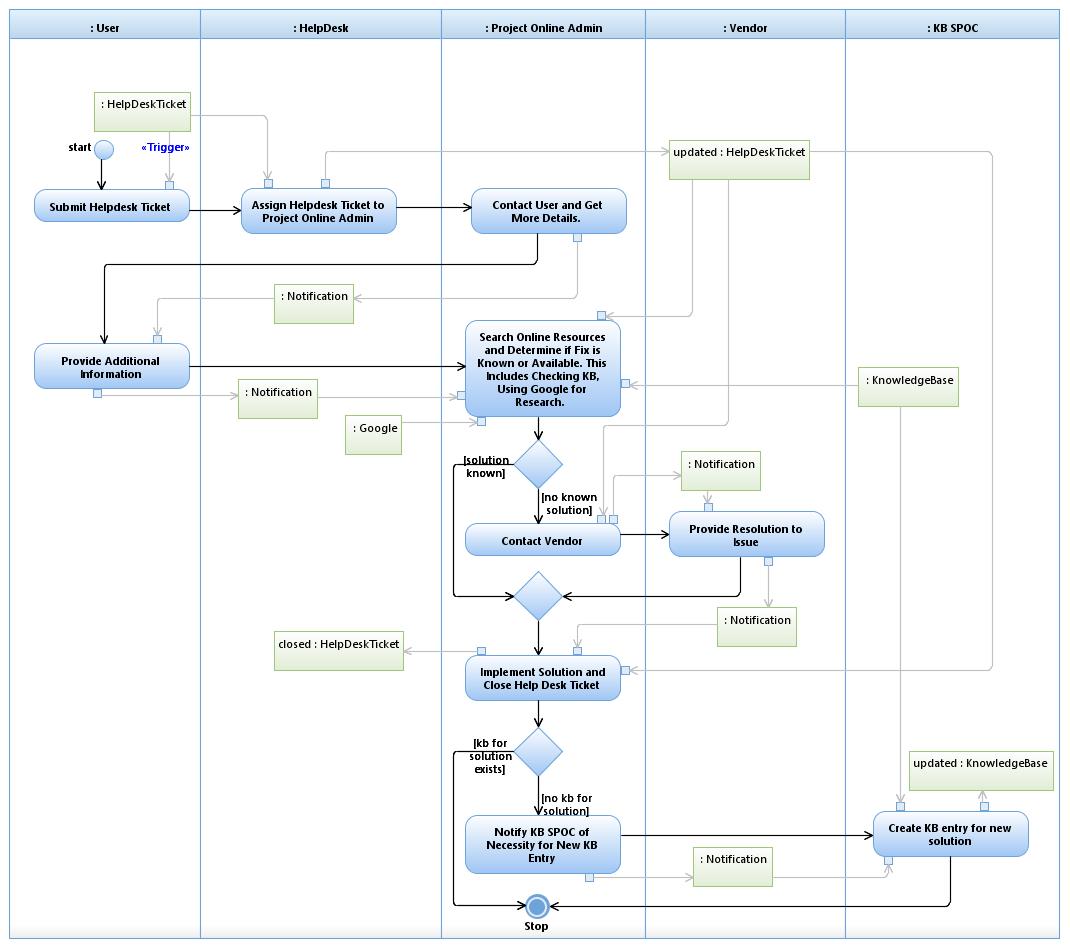 : User
: HelpDesk
: Project Online Admin
: Vendor
: KB SPOC
: HelpDeskTicket
start
«Trigger»
updated : HelpDeskTicket
Submit Helpdesk Ticket
Assign Helpdesk Ticket to
Project Online Admin
Contact User and Get
More Details.
: Notification
Search Online Resources
and Determine if Fix is
Known or Available. This
Includes Checking KB,
Using Google for
Research.
Provide Additional
Information
: Notification
: KnowledgeBase
: Google
[solution
known]
[no known
solution]
: Notification
Contact Vendor
Provide Resolution to
Issue
: Notification
closed : HelpDeskTicket
Implement Solution and
Close Help Desk Ticket
[kb for
solution
exists]
updated : KnowledgeBase
[no kb for
solution]
Notify KB SPOC of
Necessity for New KB
Entry
Create KB entry for new
solution
: Notification
Stop